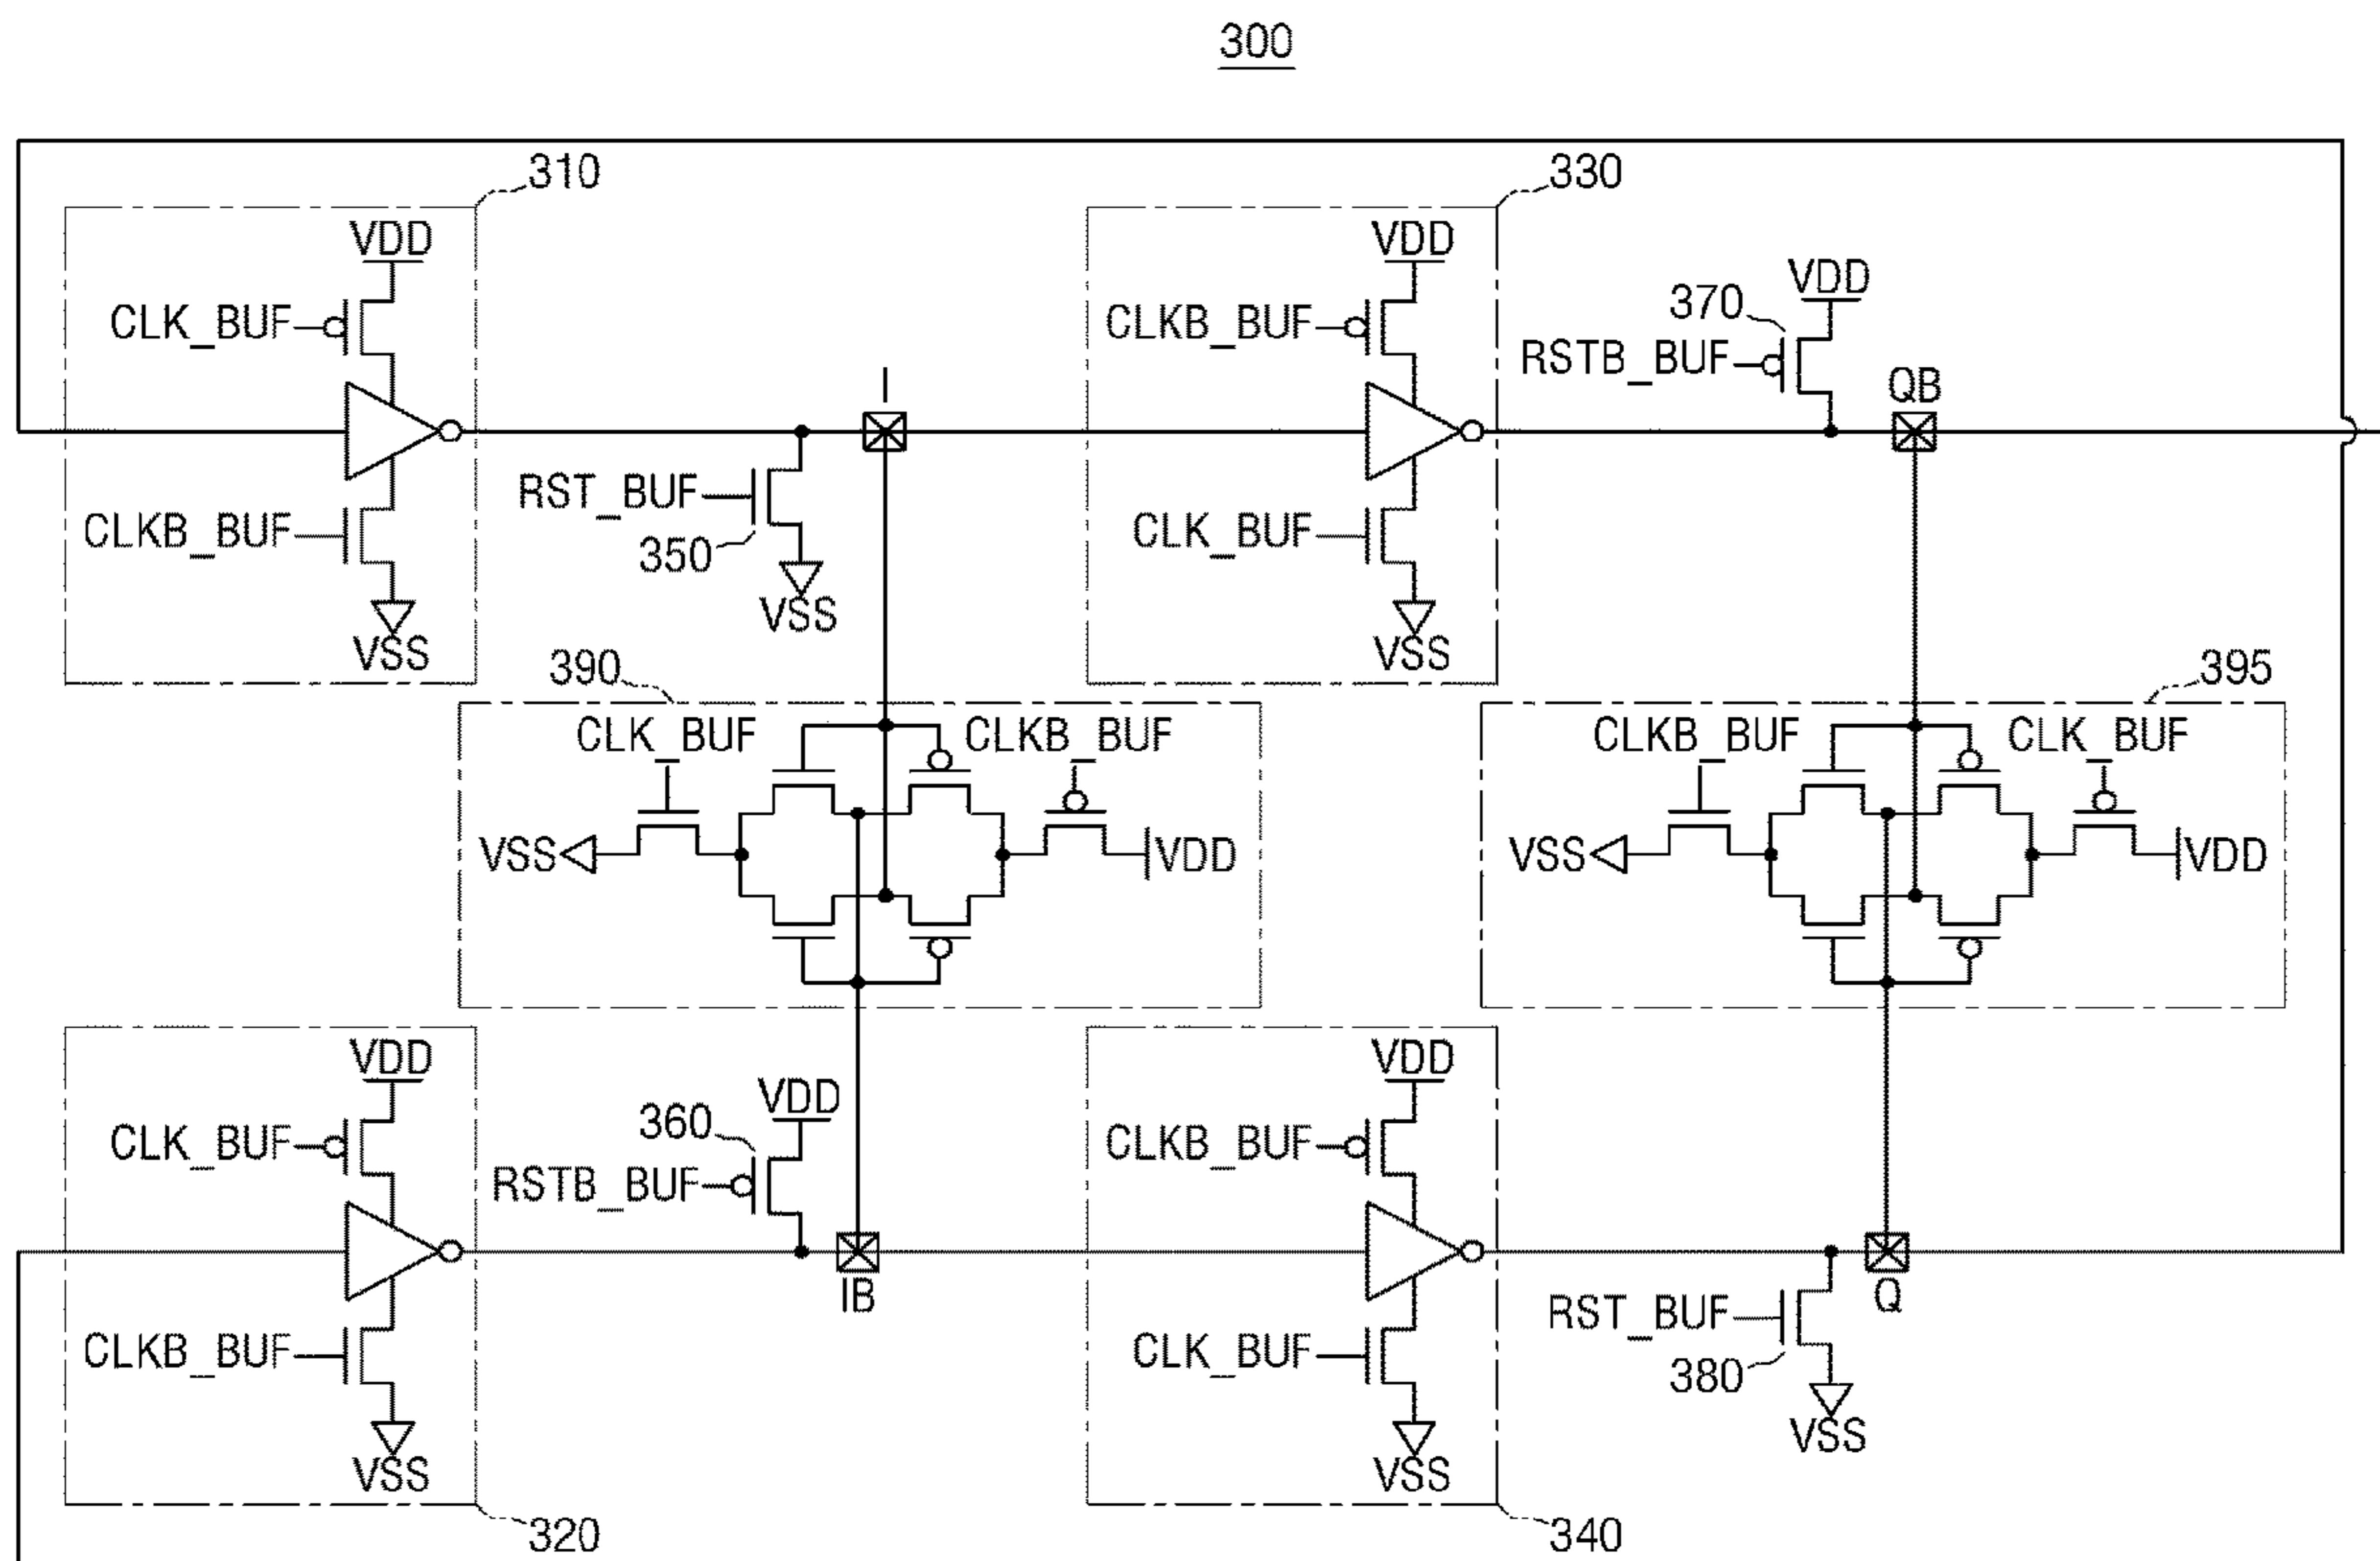 300
310
VDD
CLK_BUF
CLKB_BUF
VSS
RST_BUF
350
VSS
I
330
VDD
CLKB_BUF
CLK_BUF
VSS
370
VDD
RSTB_BUF
QB
390
CLK_BUF
CLKB_BUF
VSS
VDD
395
CLKB_BUF
CLK_BUF
VSS
VDD
VDD
CLK_BUF
CLKB_BUF
VSS
320
360
VDD
RSTB_BUF
IB
VDD
CLKB_BUF
CLK_BUF
VSS
340
Q
RST_BUF
380
VSS